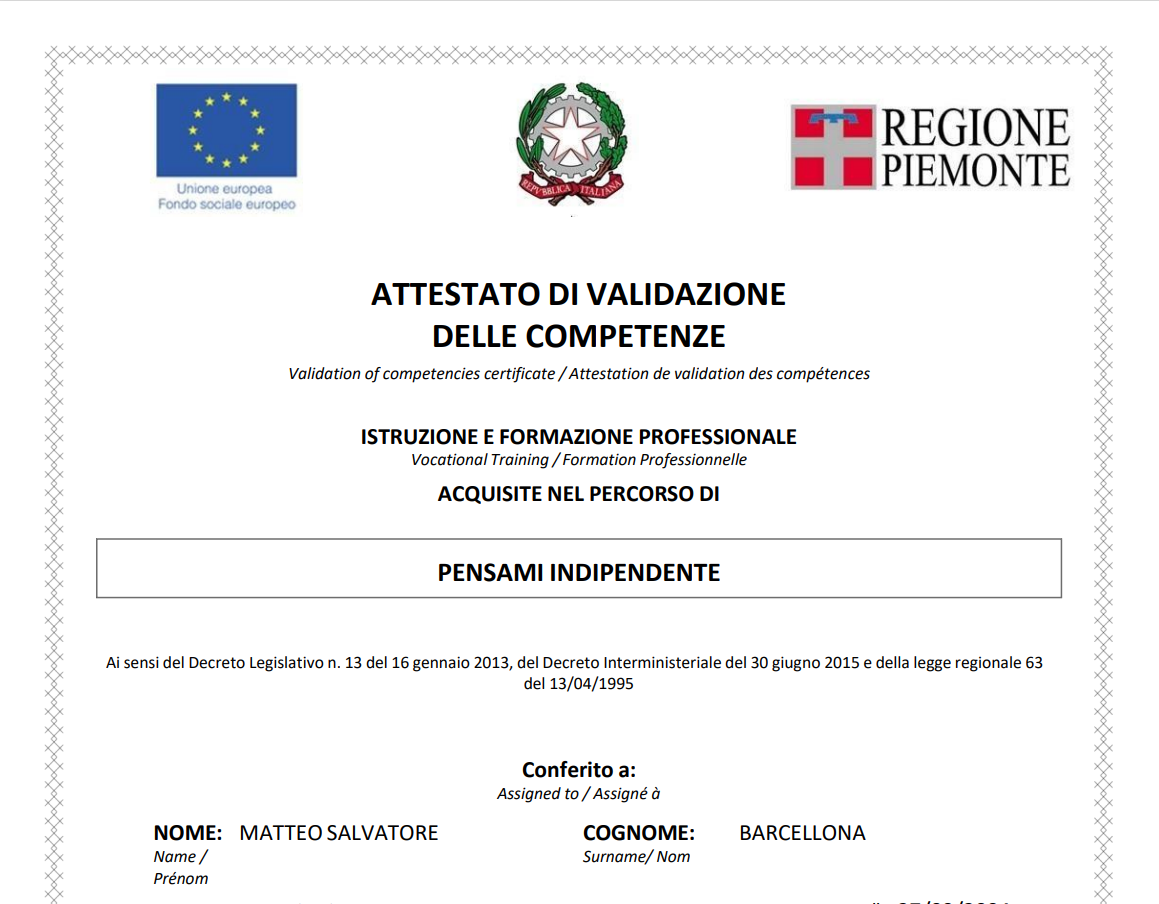 Unione europea
Fondo sociale europeo
REPVBBLICA ITALIANA
REGIONE
PIEMONTE
ATTESTATO DI VALIDAZIONE
DELLE COMPETENZE
Validation of competencies certificate / Attestation de validation des compétences
ISTRUZIONE E FORMAZIONE PROFESSIONALE
Vocational Training / Formation Professionnelle
ACQUISITE NEL PERCORSO DI
PENSAMI INDIPENDENTE
Ai sensi del Decreto Legislativo n. 13 del 16 gennaio 2013, del Decreto Interministeriale del 30 giugno 2015 e della legge regionale 63
del 13/04/1995
Conferito a:
Assigned to / Assigné à
NOME: MATTEO SALVATORE COGNOME: BARCELLONA
Name / Surname/ Nom
Prénom